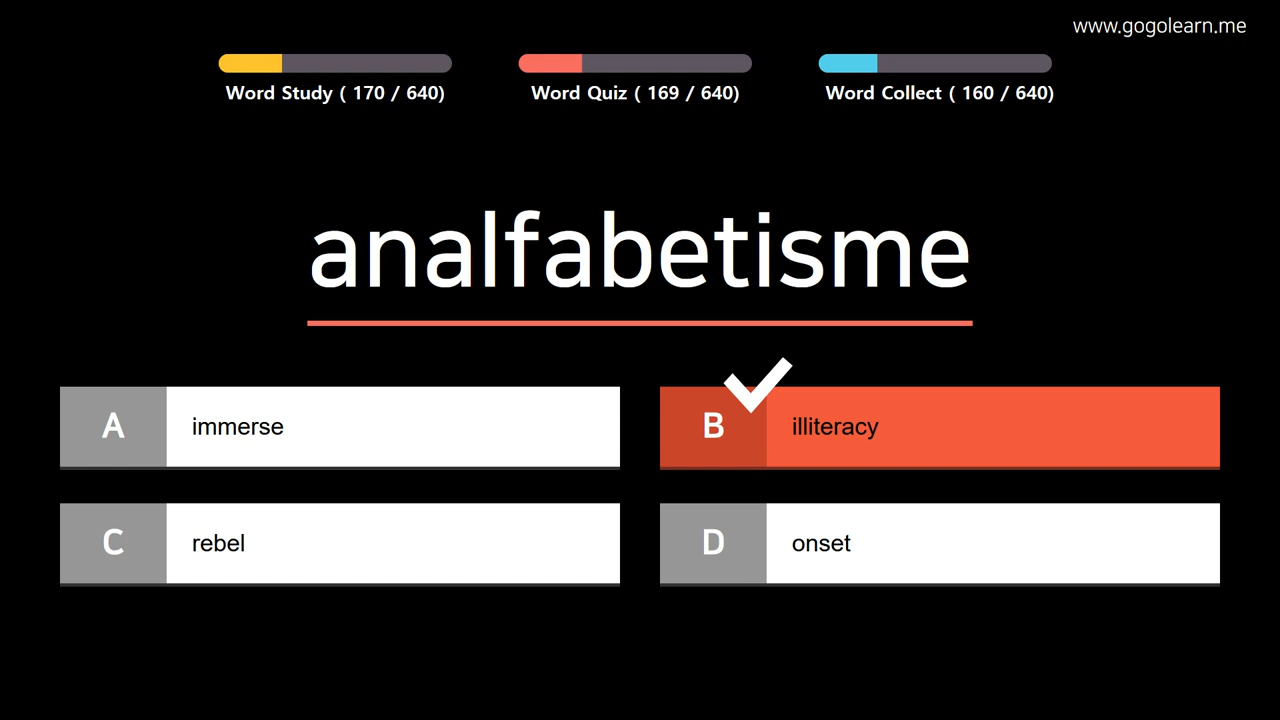 www.gogolearn.me
Word Study ( 170 / 640)
Word Quiz ( 169 / 640)
Word Collect ( 160 / 640)
analfabetisme
A immerse
B illiteracy
C rebel
D onset